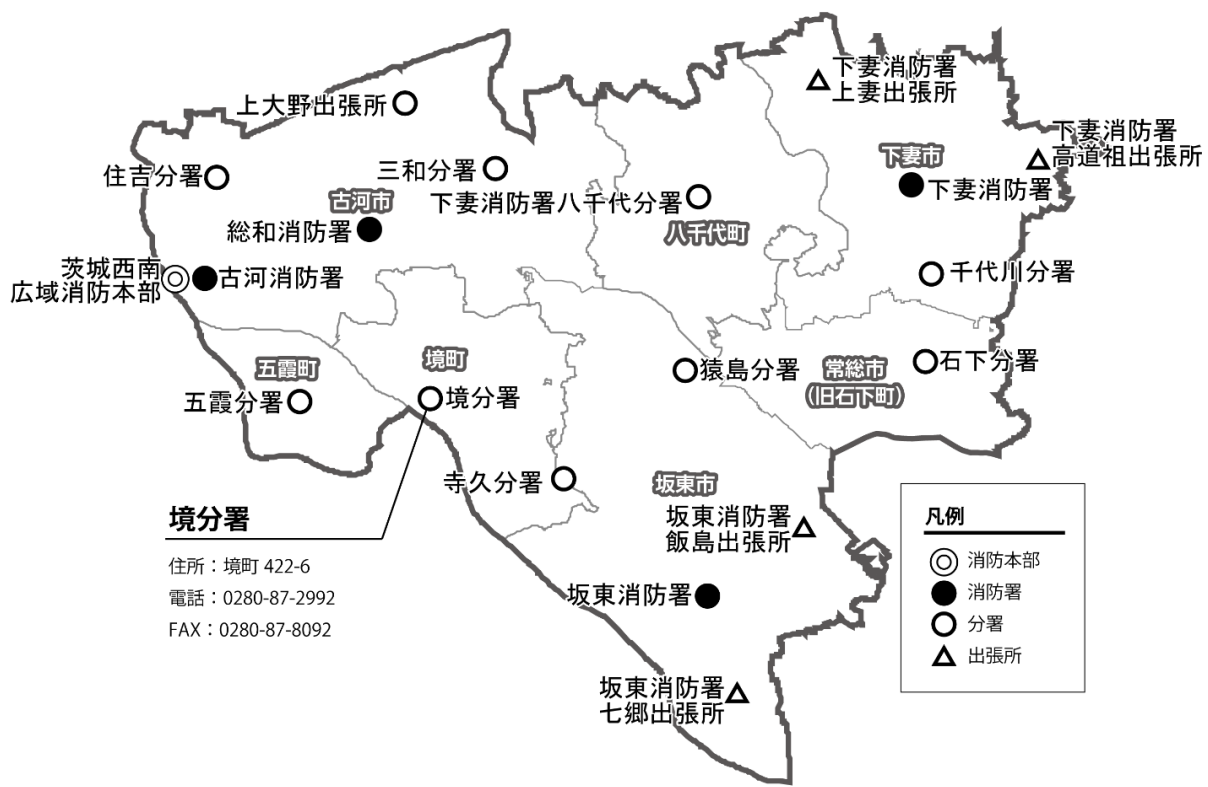 下妻消防署
上妻出張所
上大野出張所
下妻消防署
高道祖出張所
下妻市
三和分署
住吉分署
下妻消防署
古河市
下妻消防署八千代分署
総和消防署
八千代町
茨城西南
広域消防本部
古河消防署
千代川分署
境町
石下分署
五霞町
猿島分署
常総市
(旧石下町)
五霞分署
境分署
寺久分署
坂東市
坂東消防署
飯島出張所
坂東消防署
坂東消防署
七郷出張所
境分署
住所：境町 422-6
電話：0280-87-2992
FAX：0280-87-8092
凡例
消防本部
消防署
分署
出張所